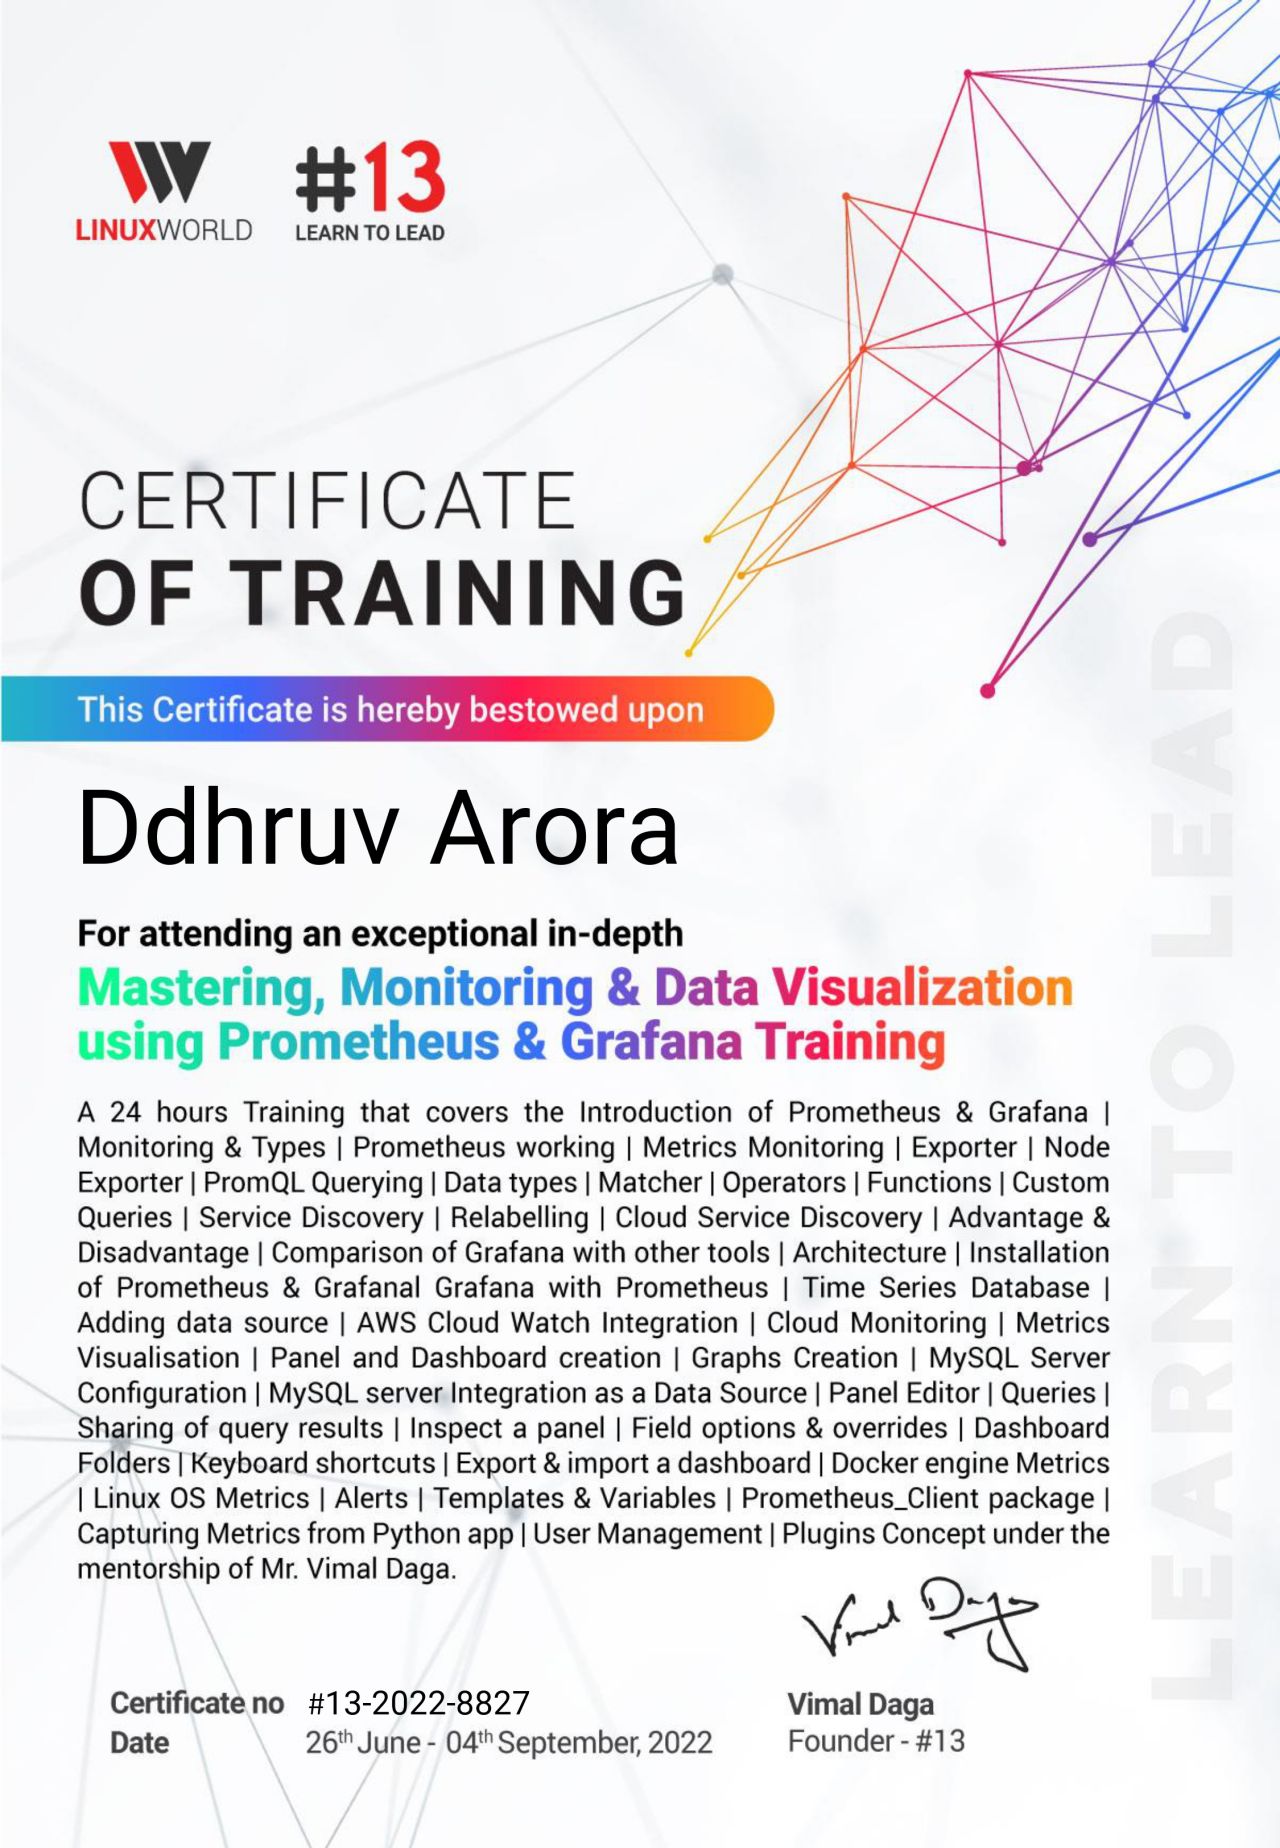 LINUXWORLD
#13
LEARN TO LEAD
CERTIFICATE
OF TRAINING
This Certificate is hereby bestowed upon
Ddhruv Arora
For attending an exceptional in-depth
Mastering, Monitoring & Data Visualization
using Prometheus & Grafana Training
A 24 hours Training that covers the Introduction of Prometheus & Grafana |
Monitoring & Types | Prometheus working | Metrics Monitoring | Exporter | Node
Exporter | PromQL Querying | Data types | Matcher | Operators | Functions | Custom
Queries | Service Discovery | Relabelling | Cloud Service Discovery | Advantage &
Disadvantage | Comparison of Grafana with other tools | Architecture | Installation
of Prometheus & Grafanal Grafana with Prometheus | Time Series Database |
Adding data source | AWS Cloud Watch Integration | Cloud Monitoring | Metrics
Visualisation | Panel and Dashboard creation | Graphs Creation | MySQL Server
Configuration | MySQL server Integration as a Data Source | Panel Editor | Queries |
Sharing of query results | Inspect a panel | Field options & overrides | Dashboard
Folders | Keyboard shortcuts | Export & import a dashboard | Docker engine Metrics
| Linux OS Metrics | Alerts | Templates & Variables | Prometheus_Client package |
Capturing Metrics from Python app | User Management | Plugins Concept under the
mentorship of Mr. Vimal Daga.
Vimal Daga
Certificate no #13-2022-8827
Date 26th June - 04th September, 2022
Vimal Daga
Founder - #13
LEARN TO LEAD